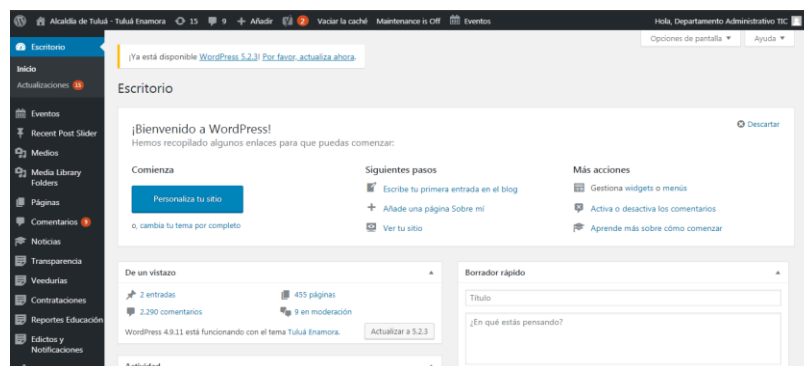 Alcaldía de Tuluá - Tuluá Enamora 15 9 + Añadir 2 Vaciar la caché Maintenance is Off Eventos Hola, Departamento Administrativo TIC
Opciones de pantalla ▼ Ayuda ▼
Escritorio
Inicio
Actualizaciones 15
Eventos
Recent Post Slider
Medios
Media Library
Folders
Páginas
Comentarios 9
Noticias
Transparencia
Veedurías
Contrataciones
Reportes Educación
Edictos y
Notificaciones
¡Ya está disponible WordPress 5.2.3! Por favor, actualiza ahora.
Escritorio
¡Bienvenido a WordPress!
Descartar
Hemos recopilado algunos enlaces para que puedas comenzar:
Comienza
Personaliza tu sitio
o, cambia tu tema por completo
Siguientes pasos
Escribe tu primera entrada en el blog
Añade una página Sobre mí
Ver tu sitio
Más acciones
Gestiona widgets o menús
Activa o desactiva los comentarios
Aprende más sobre cómo comenzar
De un vistazo
2 entradas
455 páginas
2.290 comentarios
9 en moderación
WordPress 4.9.11 está funcionando con el tema Tuluá Enamora.
Actualizar a 5.2.3
Actividad
Borrador rápido
Título
¿En qué estás pensando?